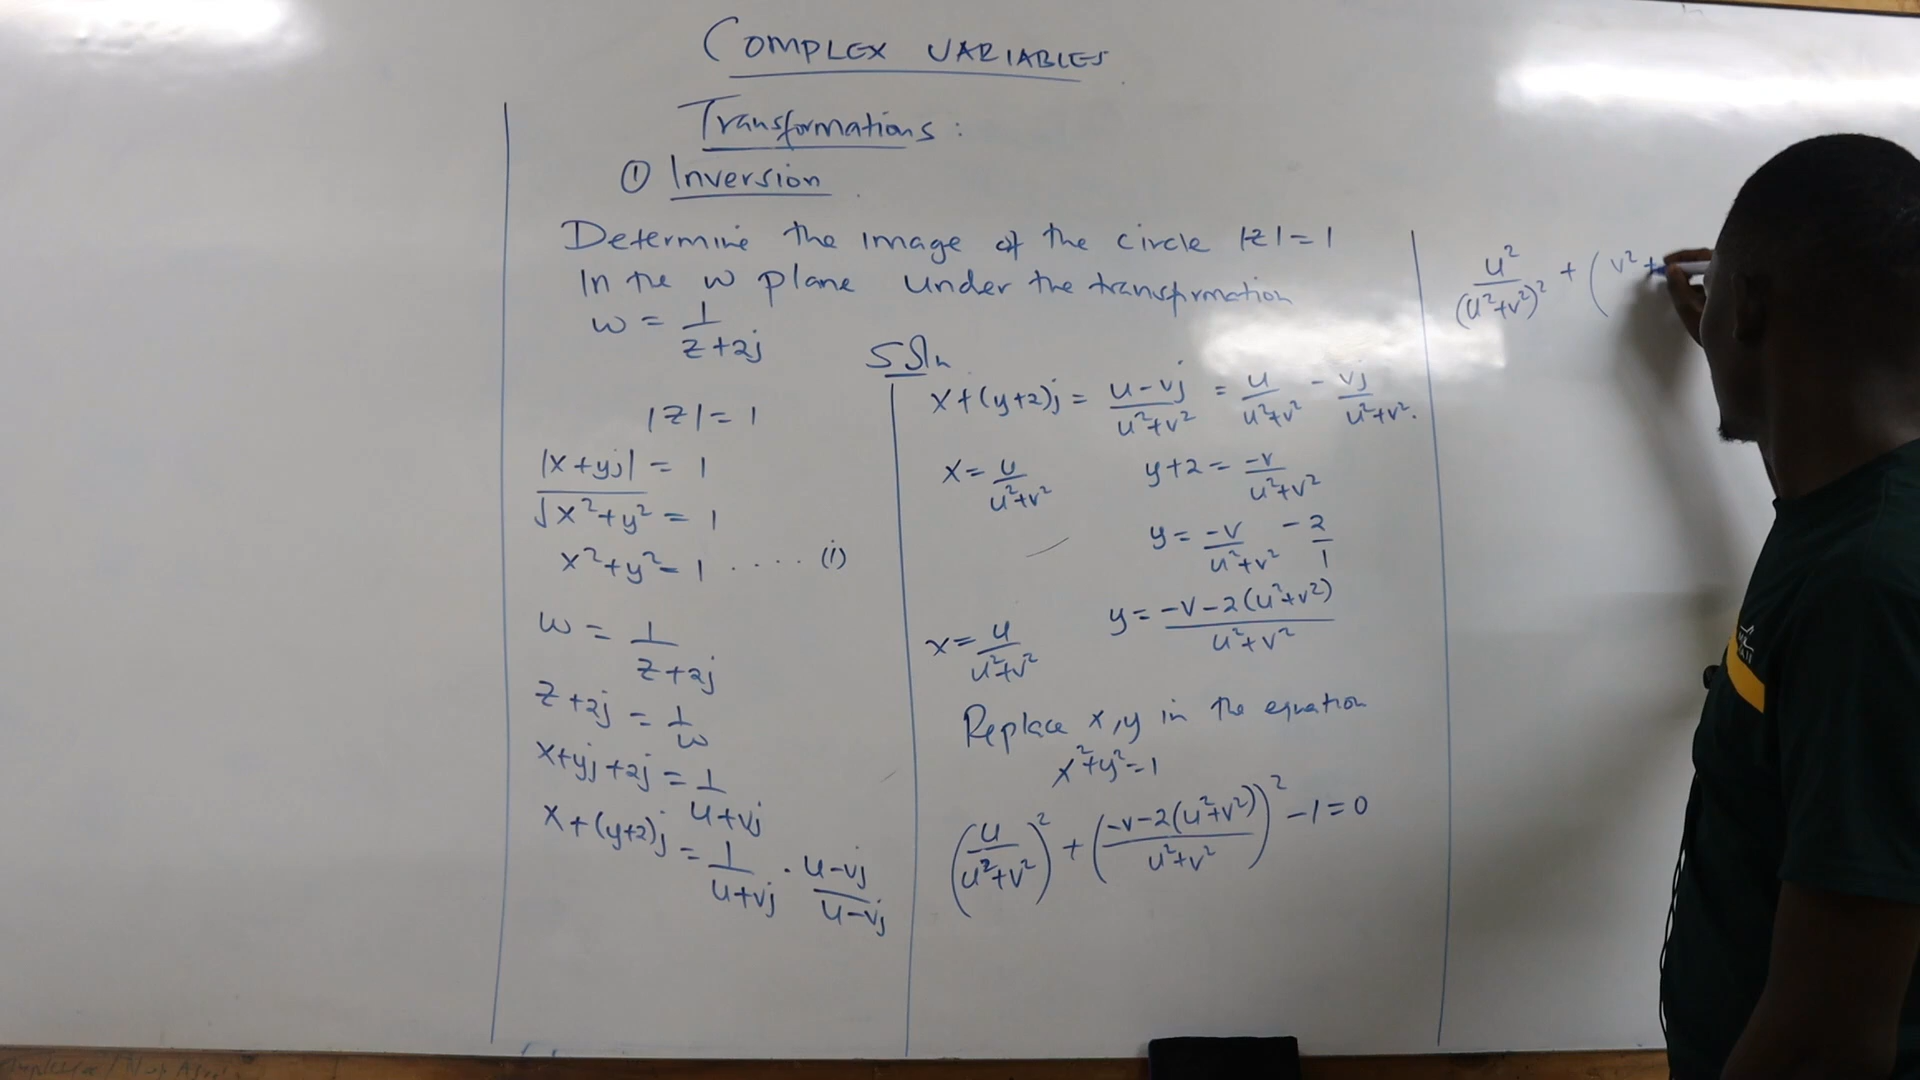 COMPLEX VARIABLES
Transformations:
① Inversion
Determine the image of the circle |z| = 1
In the w plane under the transformation
w = 1/(z+2j)
Soln
|z| = 1
|x+yj| = 1
√(x²+y²) = 1
x²+y² = 1 .... (i)
w = 1/(z+2j)
z+2j = 1/w
x+yj+2j = 1/(u+vj)
x+(y+2)j = 1/(u+vj) · (u-vj)/(u-vj)
x+(y+2)j = (u-vj)/(u²+v²) = u/(u²+v²) - vj/(u²+v²).
x = u/(u²+v²) y+2 = -v/(u²+v²)
y = -v/(u²+v²) - 2/1
x = u/(u²+v²) y = (-v-2(u²+v²))/(u²+v²)
Replace x,y in the equation
x²+y²=1
(u/(u²+v²))² + ((-v-2(u²+v²))/(u²+v²))² -1=0
u²/(u²+v²)² + (v²+